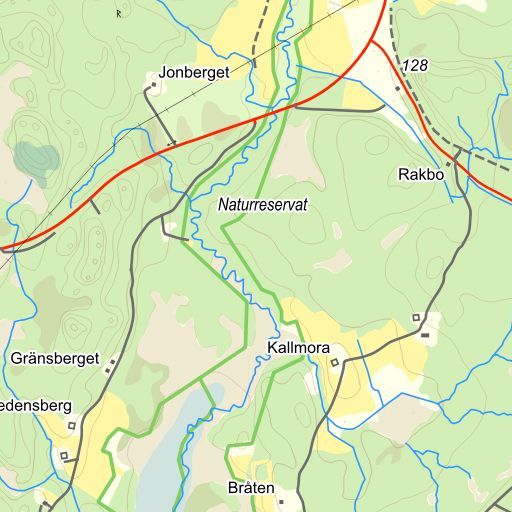 R
128
Jonberget
Rakbo
Naturreservat
Kallmora
Gränsberget
edensberg
Bråten